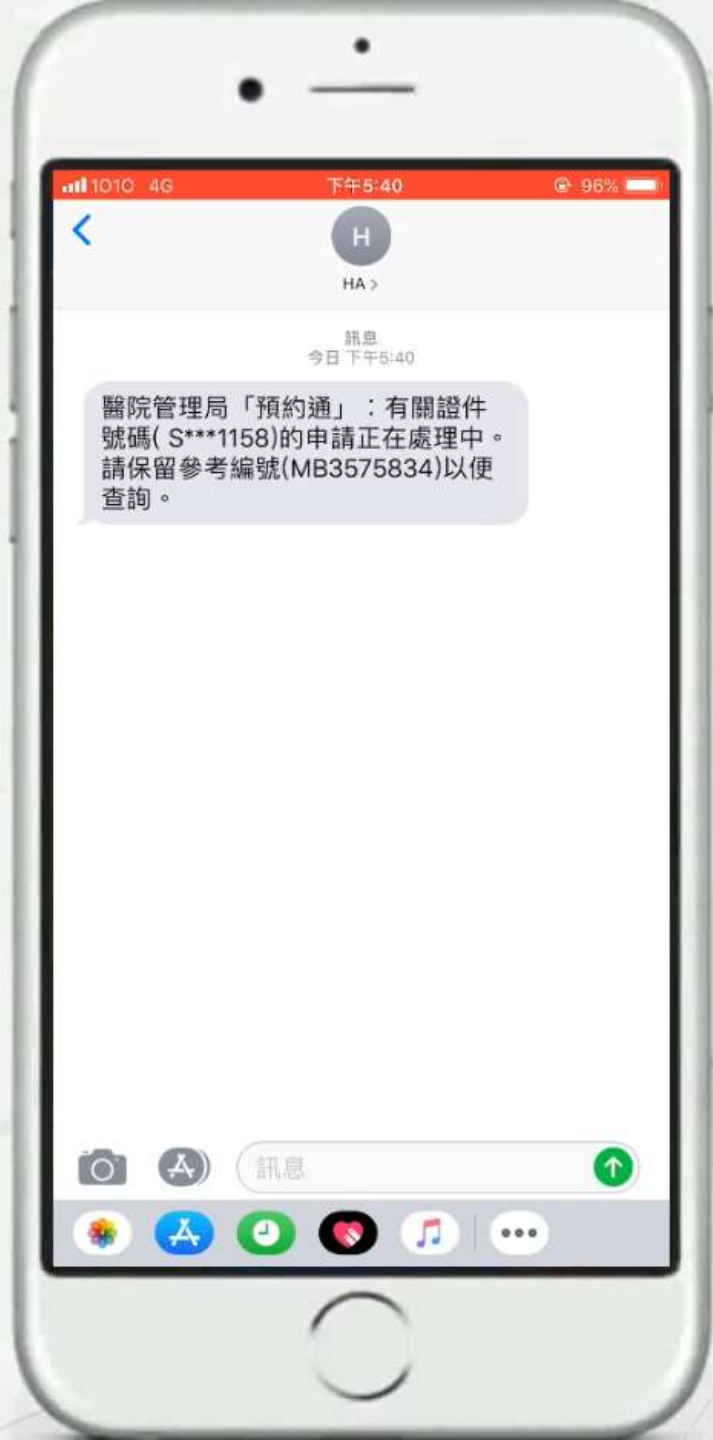 1O1O 4G 下午5:40 96%
H
HA >
訊息
今日 下午5:40
醫院管理局「預約通」：有關證件
號碼( S***1158)的申請正在處理中。
請保留參考編號(MB3575834)以便
查詢。
訊息